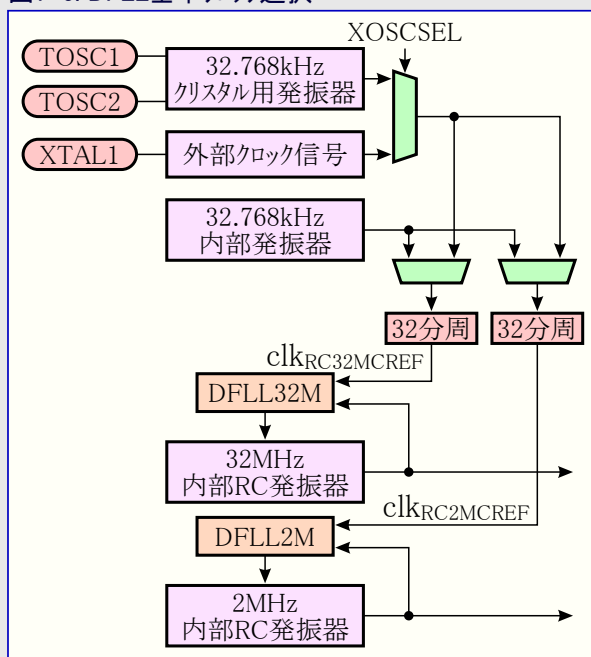 XOSCSEL
TOSC1
32.768kHz
クリスタル用発振器
TOSC2
XTAL1
外部クロック信号
32.768kHz
内部発振器
32分周
32分周
clkRC32MCREF
DFLL32M
32MHz
内部RC発振器
clkRC2MCREF
DFLL2M
2MHz
内部RC発振器